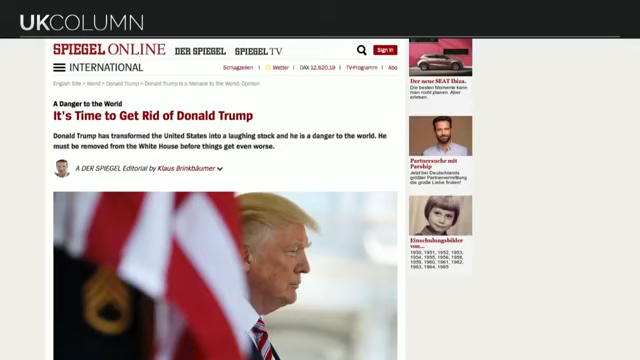 UKCOLUMN
SPIEGEL ONLINE DER SPIEGEL SPIEGEL TV Sign in
INTERNATIONAL Schlagzeilen Wetter DAX 12.620,19 TV-Programm Abo
English Site > World > Donald Trump > Donald Trump Is a Menace to the World: Opinion
A Danger to the World
It's Time to Get Rid of Donald Trump
Donald Trump has transformed the United States into a laughing stock and he is a danger to the world. He
must be removed from the White House before things get even worse.
A DER SPIEGEL Editorial by Klaus Brinkbäumer
Der neue SEAT Ibiza.
Die besten Momente kann
man nicht planen. Aber
erleben.
Partnersuche mit
Parship
Jetzt bei Deutschlands
größter Partnervermittlung
die große Liebe finden!
Einschulungsbilder
von...
1950, 1951, 1952, 1953,
1954, 1955, 1956, 1958,
1959, 1960, 1961, 1962,
1963, 1964, 1965